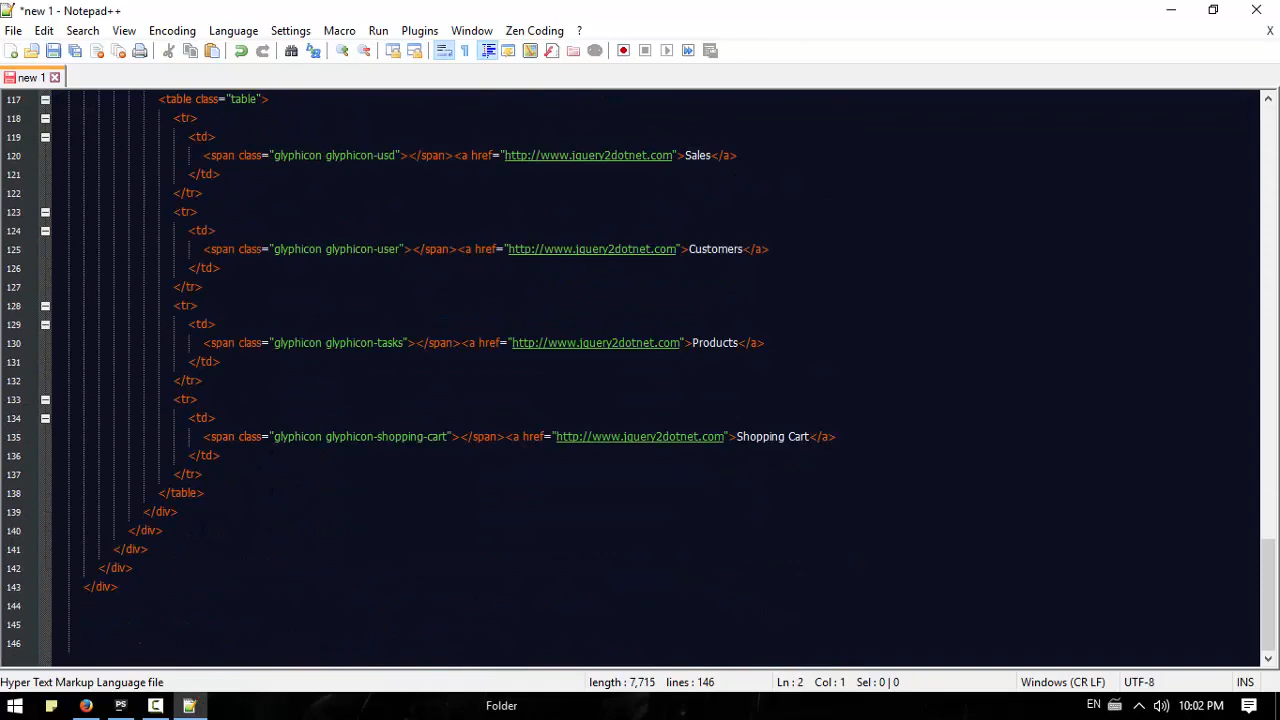 *new 1 - Notepad++
File Edit Search View Encoding Language Settings Macro Run Plugins Window Zen Coding ? X
new 1
117 <table class="table">
118 <tr>
119 <td>
120 <span class="glyphicon glyphicon-usd"></span><a href="http://www.jquery2dotnet.com">Sales</a>
121 </td>
122 </tr>
123 <tr>
124 <td>
125 <span class="glyphicon glyphicon-user"></span><a href="http://www.jquery2dotnet.com">Customers</a>
126 </td>
127 </tr>
128 <tr>
129 <td>
130 <span class="glyphicon glyphicon-tasks"></span><a href="http://www.jquery2dotnet.com">Products</a>
131 </td>
132 </tr>
133 <tr>
134 <td>
135 <span class="glyphicon glyphicon-shopping-cart"></span><a href="http://www.jquery2dotnet.com">Shopping Cart</a>
136 </td>
137 </tr>
138 </table>
139 </div>
140 </div>
141 </div>
142 </div>
143 </div>
144
145
146
Hyper Text Markup Language file length : 7,715 lines : 146 Ln : 2 Col : 1 Sel : 0 | 0 Windows (CR LF) UTF-8 INS
PS Folder EN 10:02 PM